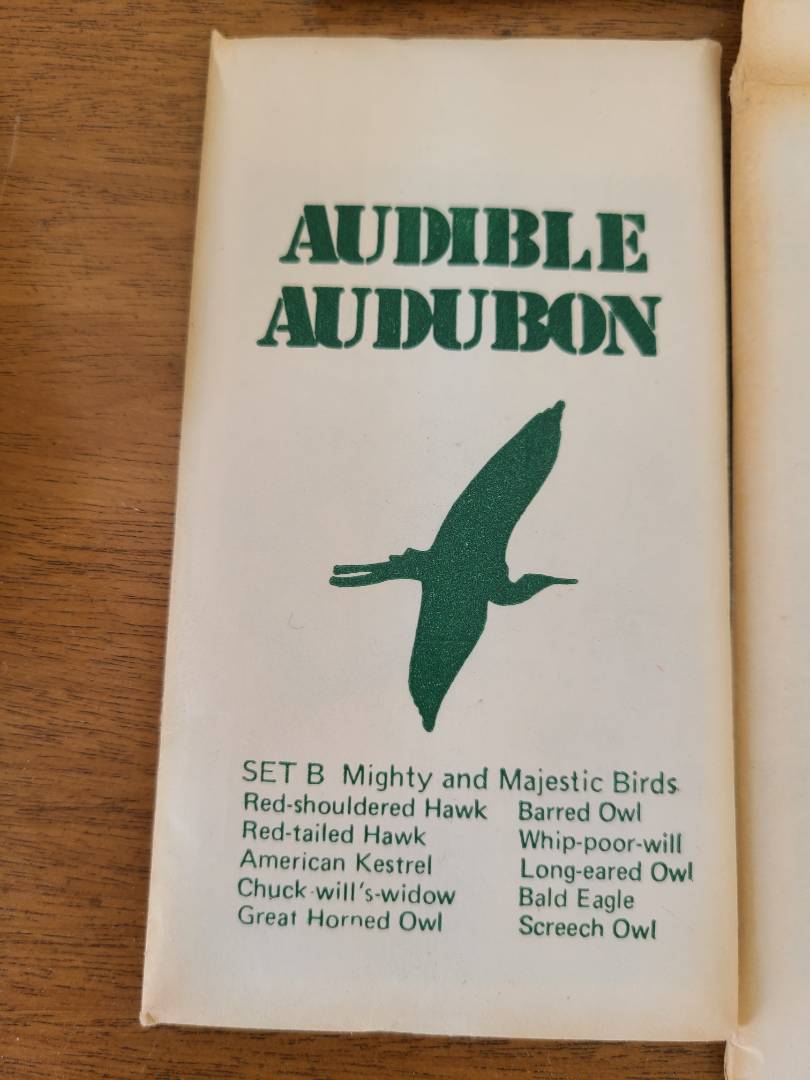 AUDIBLE
AUDUBON
SET B Mighty and Majestic Birds
Red-shouldered Hawk
Red-tailed Hawk
American Kestrel
Chuck-will's-widow
Great Horned Owl
Barred Owl
Whip-poor-will
Long-eared Owl
Bald Eagle
Screech Owl